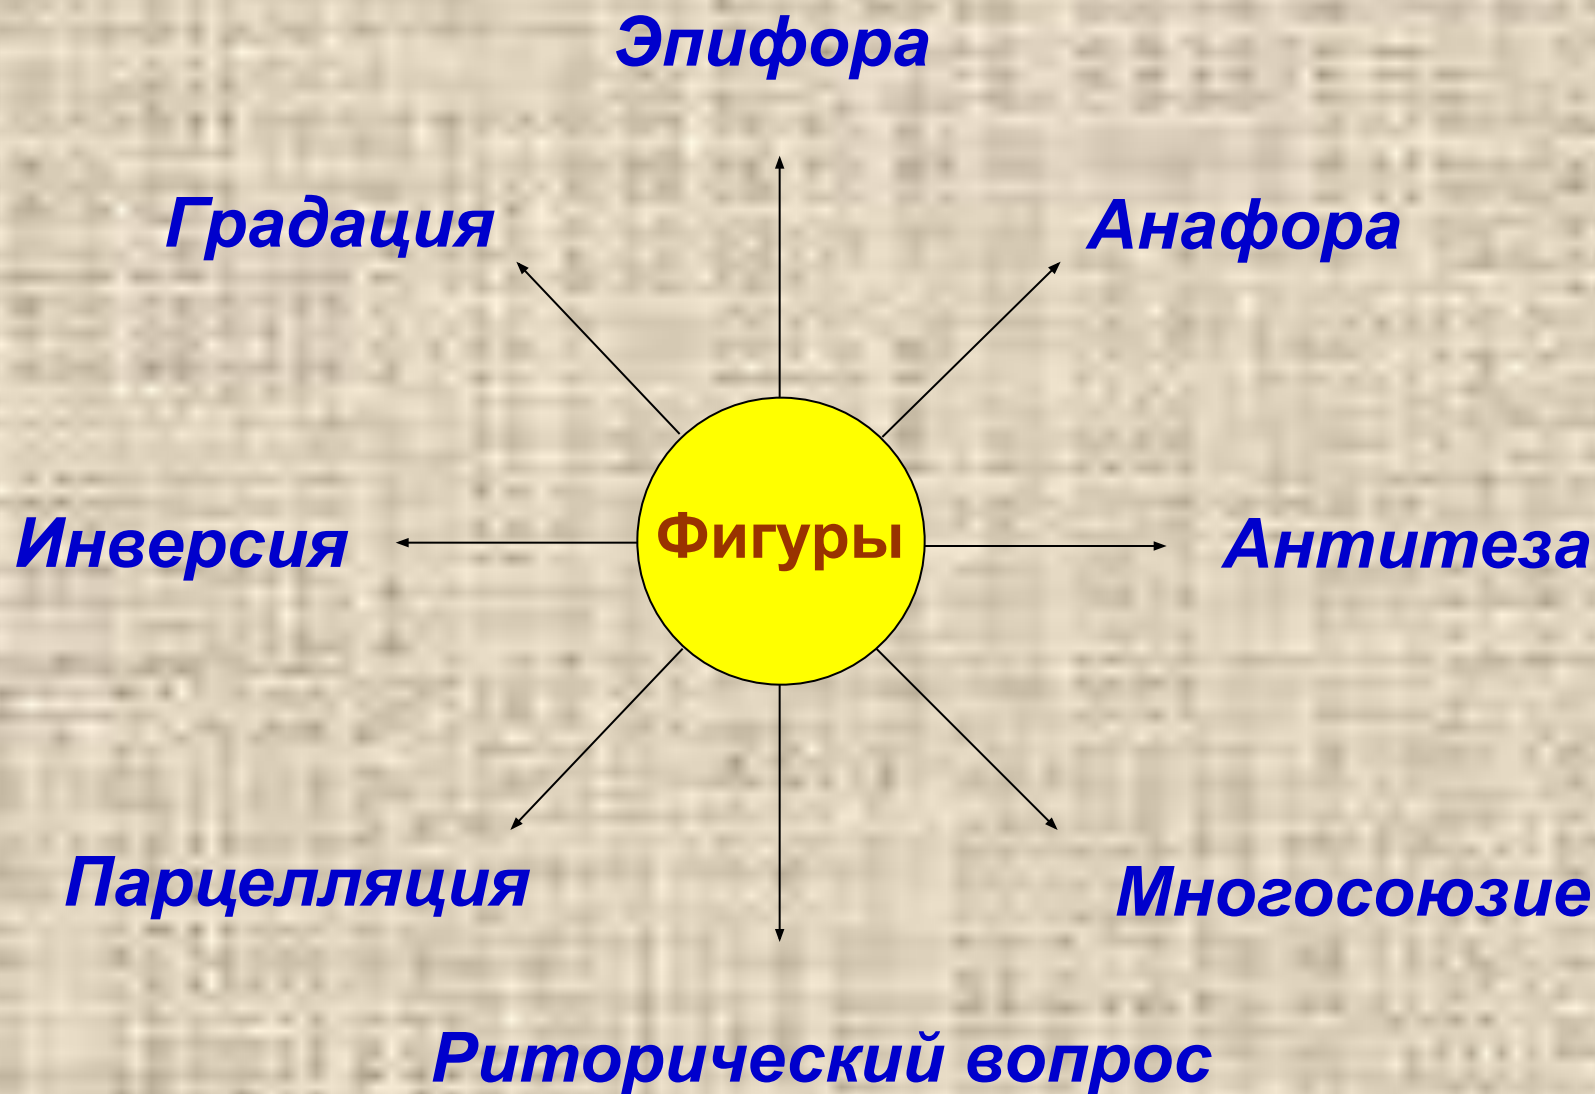 Эпифора
Градация
Анафора
Фигуры
Инверсия
Антитеза
Парцелляция
Многосоюзие
Риторический вопрос